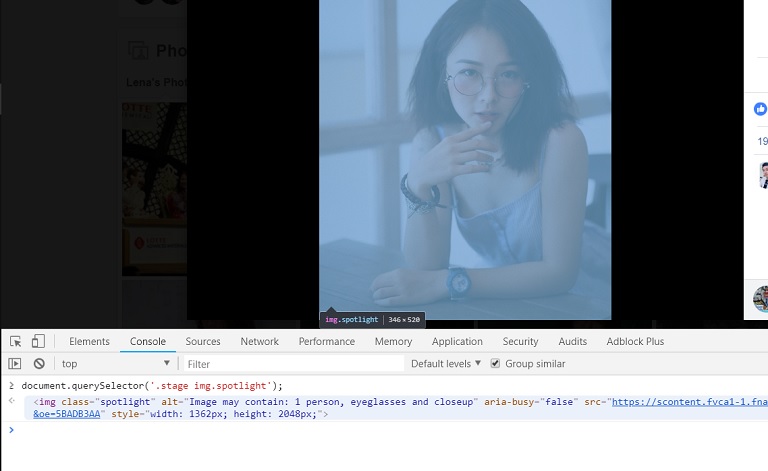 Pho
Lena's Phot
OTTE
19
img.spotlight | 346 × 520
Elements Console Sources Network Performance Memory Application Security Audits Adblock Plus
top ▼ Filter Default levels ▼ Group similar
document.querySelector('.stage img.spotlight');
<img class="spotlight" alt="Image may contain: 1 person, eyeglasses and closeup" aria-busy="false" src="https://scontent.fvca1-1.fna
&oe=5BADB3AA" style="width: 1362px; height: 2048px;">